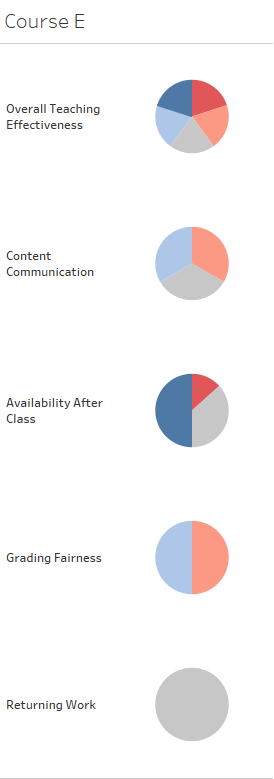 Course E
Overall Teaching
Effectiveness
Content
Communication
Availability After
Class
Grading Fairness
Returning Work